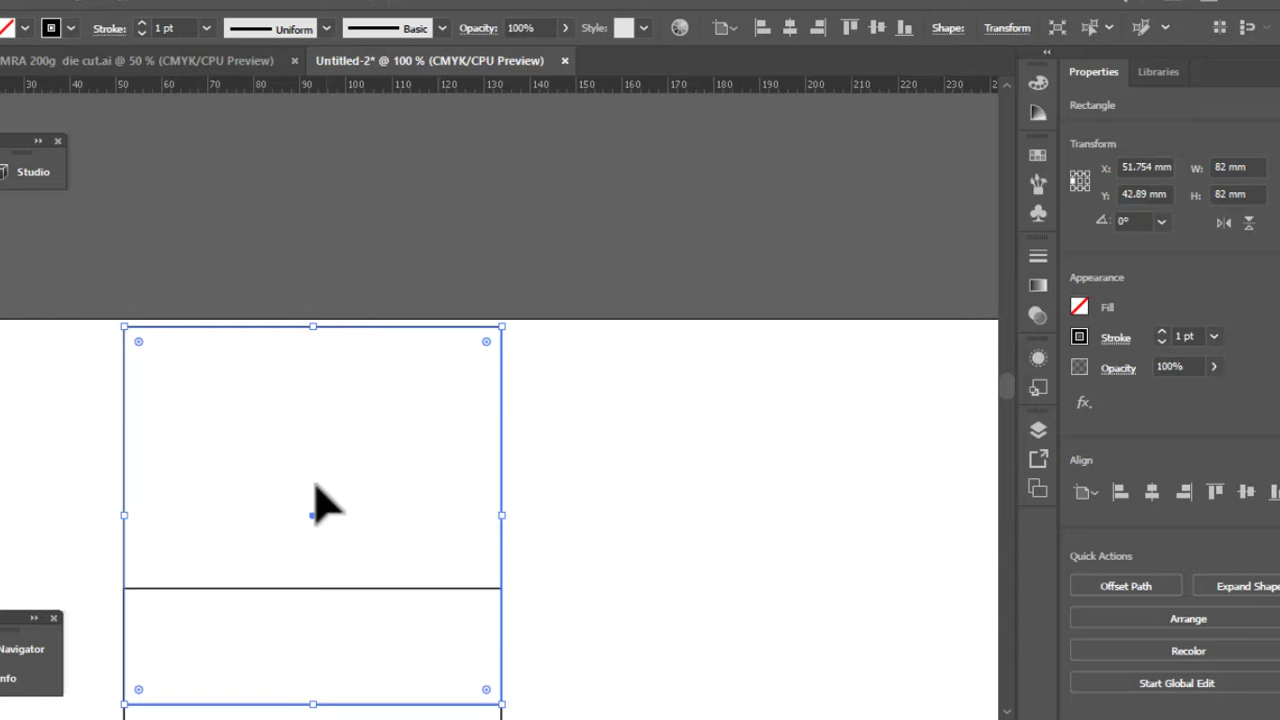 Stroke: 1 pt Uniform Basic Opacity: 100% Style: Shape: Transform
MRA 200g die cut.ai @ 50 % (CMYK/CPU Preview) × Untitled-2* @ 100 % (CMYK/CPU Preview) ×
30 50 60 70 80 90 100 110 120 130 140 150 160 170 180 190 200 210 220 230
Properties Libraries
Rectangle
Transform
X: 51.754 mm W: 82 mm
Y: 42.89 mm H: 82 mm
0°
Studio
Appearance
Fill
Stroke 1 pt
Opacity 100%
fx.
Align
Quick Actions
Offset Path Expand Shape
Arrange
Navigator
Recolor
nfo
Start Global Edit